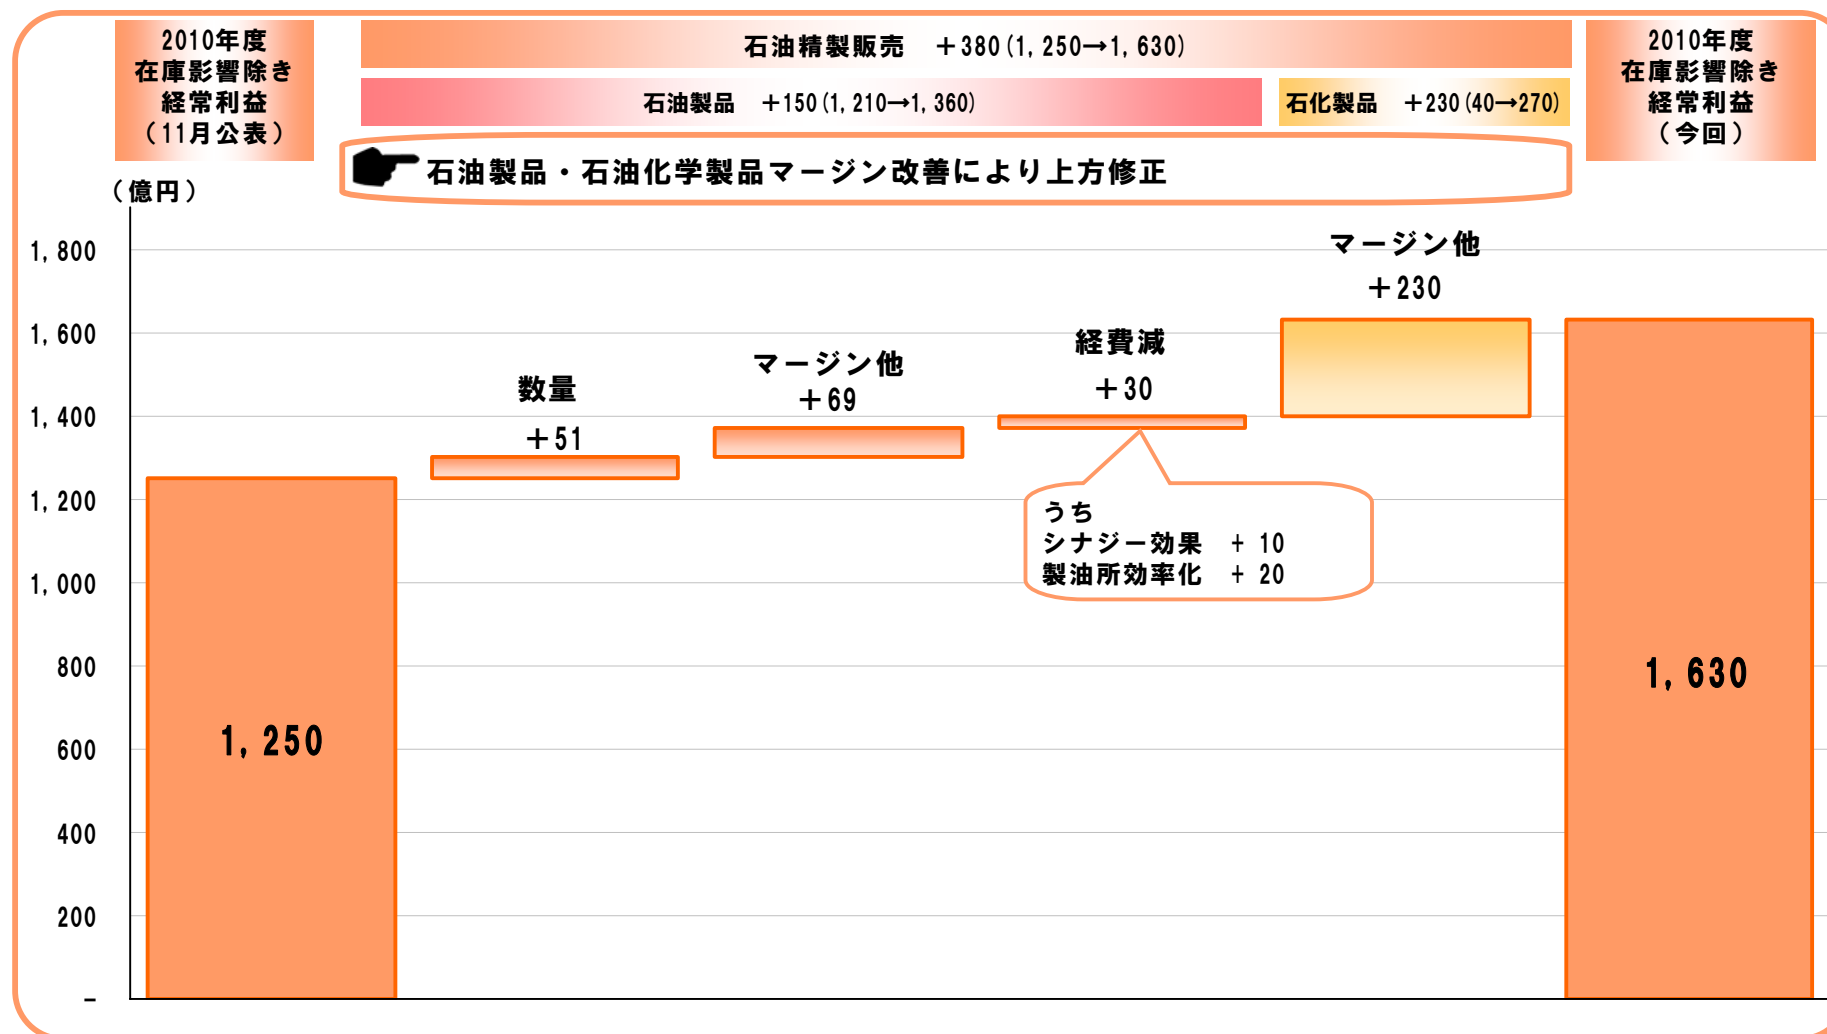 2010年度
在庫影響除き
経常利益
（11月公表）
石油精製販売　＋380(1,250→1,630)
石油製品　＋150(1,210→1,360)
石化製品　＋230(40→270)
2010年度
在庫影響除き
経常利益
（今回）
石油製品・石油化学製品マージン改善により上方修正
（億円）
1,800
1,600
1,400
1,200
1,000
800
600
400
200
－
1,250
数量
＋51
マージン他
＋69
経費減
＋30
うち
シナジー効果　+ 10
製油所効率化　+ 20
マージン他
＋230
1,630